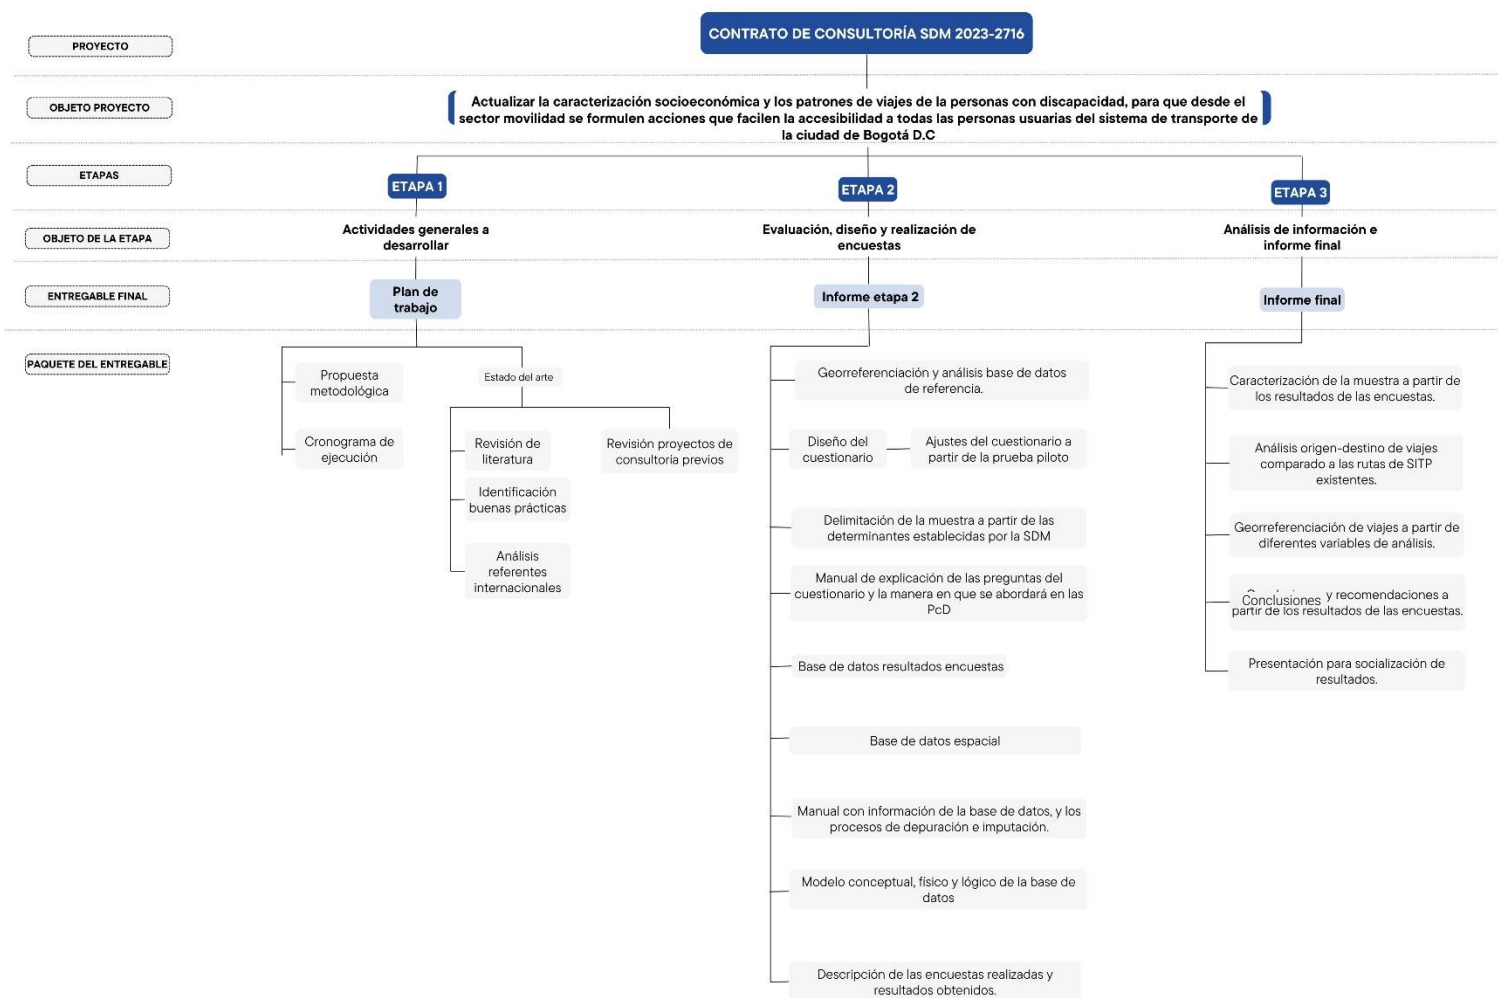 PROYECTO
CONTRATO DE CONSULTORÍA SDM 2023-2716
OBJETO PROYECTO
Actualizar la caracterización socioeconómica y los patrones de viajes de la personas con discapacidad, para que desde el
sector movilidad se formulen acciones que facilen la accesibilidad a todas las personas usuarias del sistema de transporte de
la ciudad de Bogotá D.C
ETAPAS
ETAPA 1
ETAPA 2
ETAPA 3
OBJETO DE LA ETAPA
Actividades generales a
desarrollar
Evaluación, diseño y realización de
encuestas
Análisis de información e
informe final
ENTREGABLE FINAL
Plan de
trabajo
Informe etapa 2
Informe final
PAQUETE DEL ENTREGABLE
Propuesta
metodológica
Cronograma de
ejecución
Estado del arte
Revisión de
literatura
Identificación
buenas prácticas
Análisis
referentes
internacionales
Revisión proyectos de
consultoría previos
Georreferenciación y análisis base de datos
de referencia.
Diseño del
cuestionario
Ajustes del cuestionario a
partir de la prueba piloto
Delimitación de la muestra a partir de las
determinantes establecidas por la SDM
Manual de explicación de las preguntas del
cuestionario y la manera en que se abordará en las
PcD
Base de datos resultados encuestas
Base de datos espacial
Manual con información de la base de datos, y los
procesos de depuración e imputación.
Modelo conceptual, físico y lógico de la base de
datos
Descripción de las encuestas realizadas y
resultados obtenidos.
Caracterización de la muestra a partir de
los resultados de las encuestas.
Análisis origen-destino de viajes
comparado a las rutas de SITP
existentes.
Georreferenciación de viajes a partir de
diferentes variables de análisis.
Conclusiones y recomendaciones a
partir de los resultados de las encuestas.
Presentación para socialización de
resultados.